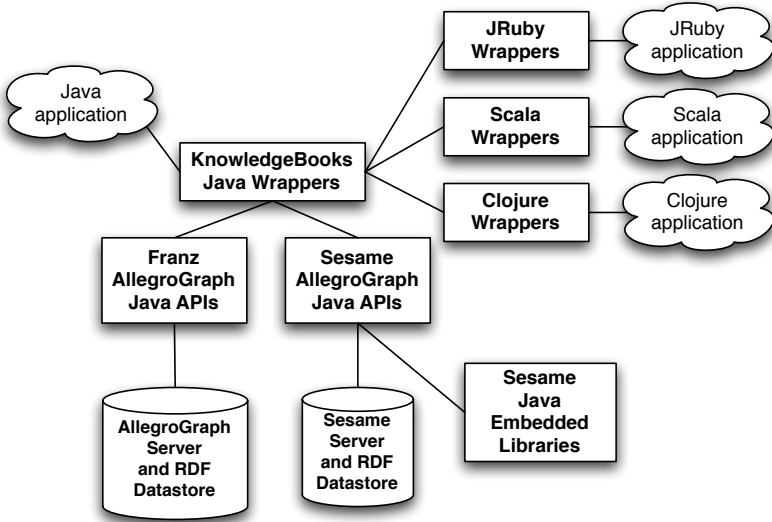 JRuby
Wrappers
JRuby
application
Java
application
Scala
Wrappers
Scala
application
KnowledgeBooks
Java Wrappers
Clojure
Wrappers
Clojure
application
Franz
AllegroGraph
Java APIs
Sesame
AllegroGraph
Java APIs
AllegroGraph
Server
and RDF
Datastore
Sesame
Server
and RDF
Datastore
Sesame
Java
Embedded
Libraries